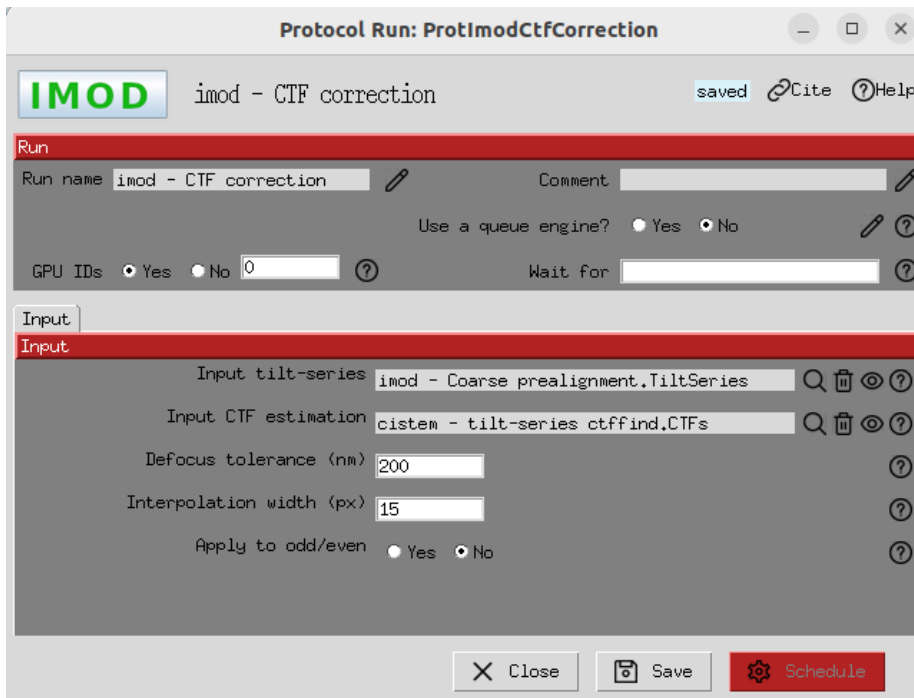 Protocol Run: ProtImodCtfCorrection
IMOD imod - CTF correction saved Cite Help
Run
Run name imod - CTF correction Comment
Use a queue engine? Yes No
GPU IDs Yes No 0 Wait for
Input
Input
Input tilt-series imod - Coarse prealignment.TiltSeries
Input CTF estimation cistem - tilt-series ctffind.CTFs
Defocus tolerance (nm) 200
Interpolation width (px) 15
Apply to odd/even Yes No
Close Save Schedule